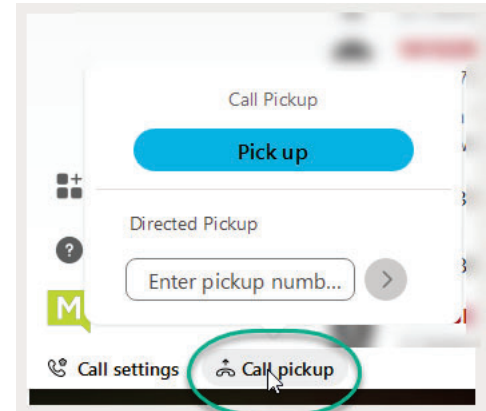 Call Pickup
Pick up
Directed Pickup
Enter pickup numb...
M
Call settings
Call pickup